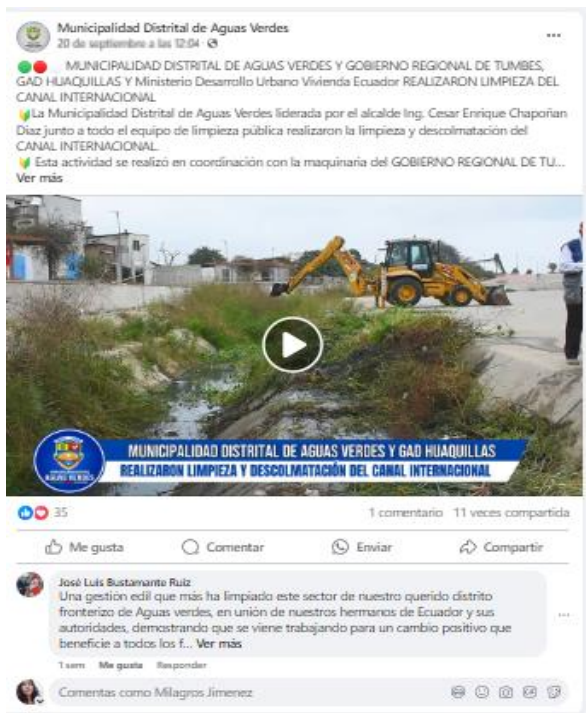 Municipalidad Distrital de Aguas Verdes
20 de septiembre a las 12:04
MUNICIPALIDAD DISTRITAL DE AGUAS VERDES Y GOBIERNO REGIONAL DE TUMBES,
GAD HUAQUILLAS Y Ministerio Desarrollo Urbano Vivienda Ecuador REALIZARON LIMPIEZA DEL
CANAL INTERNACIONAL
La Municipalidad Distrital de Aguas Verdes liderada por el alcalde Ing. Cesar Enrique Chapoñan
Diaz junto a todo el equipo de limpieza pública realizaron la limpieza y descolmatación del
CANAL INTERNACIONAL.
Esta actividad se realizó en coordinación con la maquinaria del GOBIERNO REGIONAL DE TU...
Ver más
AGUAS VERDES
MUNICIPALIDAD DISTRITAL DE AGUAS VERDES Y GAD HUAQUILLAS
REALIZARON LIMPIEZA Y DESCOLMATACIÓN DEL CANAL INTERNACIONAL
35 1 comentario 11 veces compartida
Me gusta Comentar Enviar Compartir
José Luis Bustamante Ruiz
Una gestión edil que más ha limpiado este sector de nuestro querido distrito
fronterizo de Aguas verdes, en unión de nuestros hermanos de Ecuador y sus
autoridades, demostrando que se viene trabajando para un cambio positivo que
beneficie a todos los f... Ver más
1 sem Me gusta Responder
Comentas como Milagros Jimenez